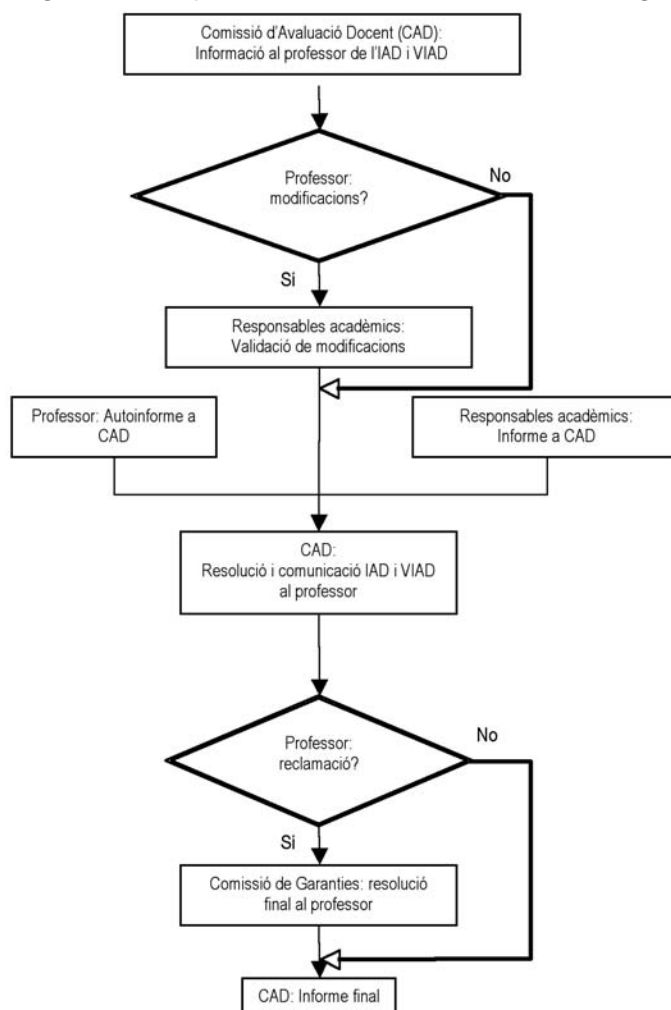 Comissió d'Avaluació Docent (CAD):
Informació al professor de l'IAD i VIAD
Professor:
modificacions?
No
Si
Responsables acadèmics:
Validació de modificacions
Professor: Autoinforme a
CAD
Responsables acadèmics:
Informe a CAD
CAD:
Resolució i comunicació IAD i VIAD
al professor
Professor:
reclamació?
No
Si
Comissió de Garanties: resolució
final al professor
CAD: Informe final